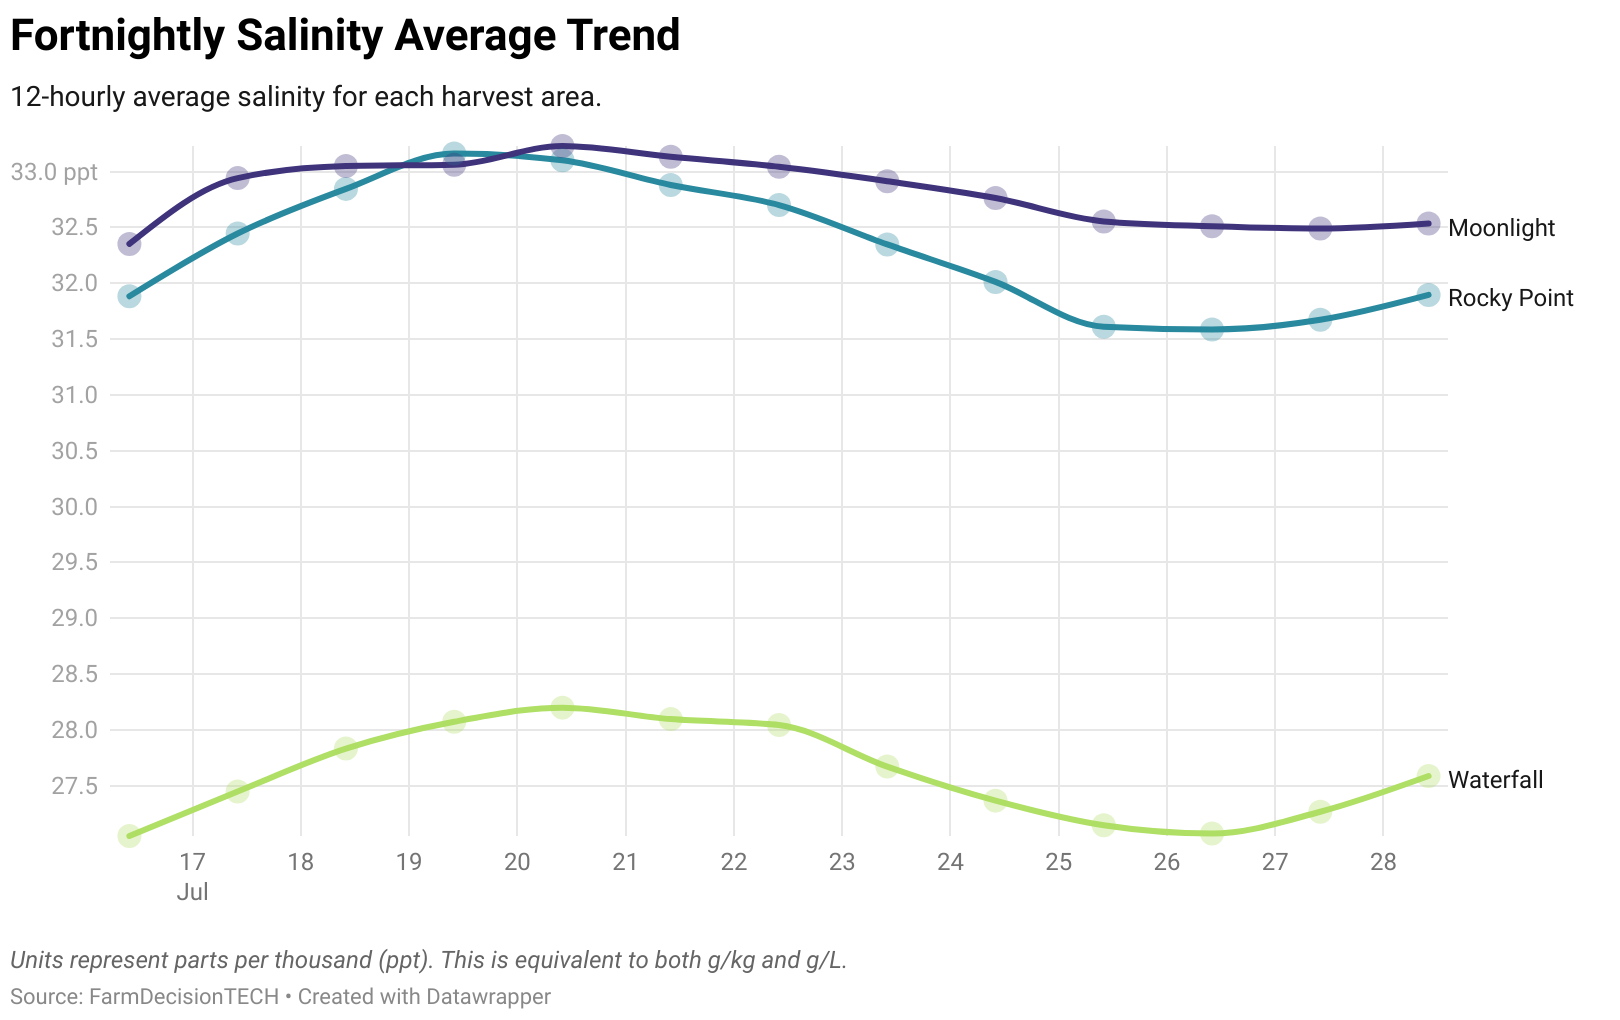 Fortnightly Salinity Average Trend
12-hourly average salinity for each harvest area.
33.0 ppt
32.5
Moonlight
32.0
Rocky Point
31.5
31.0
30.5
30.0
29.5
29.0
28.5
28.0
27.5
Waterfall
17 18 19 20 21 22 23 24 25 26 27 28
Jul
Units represent parts per thousand (ppt). This is equivalent to both g/kg and g/L.
Source: FarmDecisionTECH • Created with Datawrapper